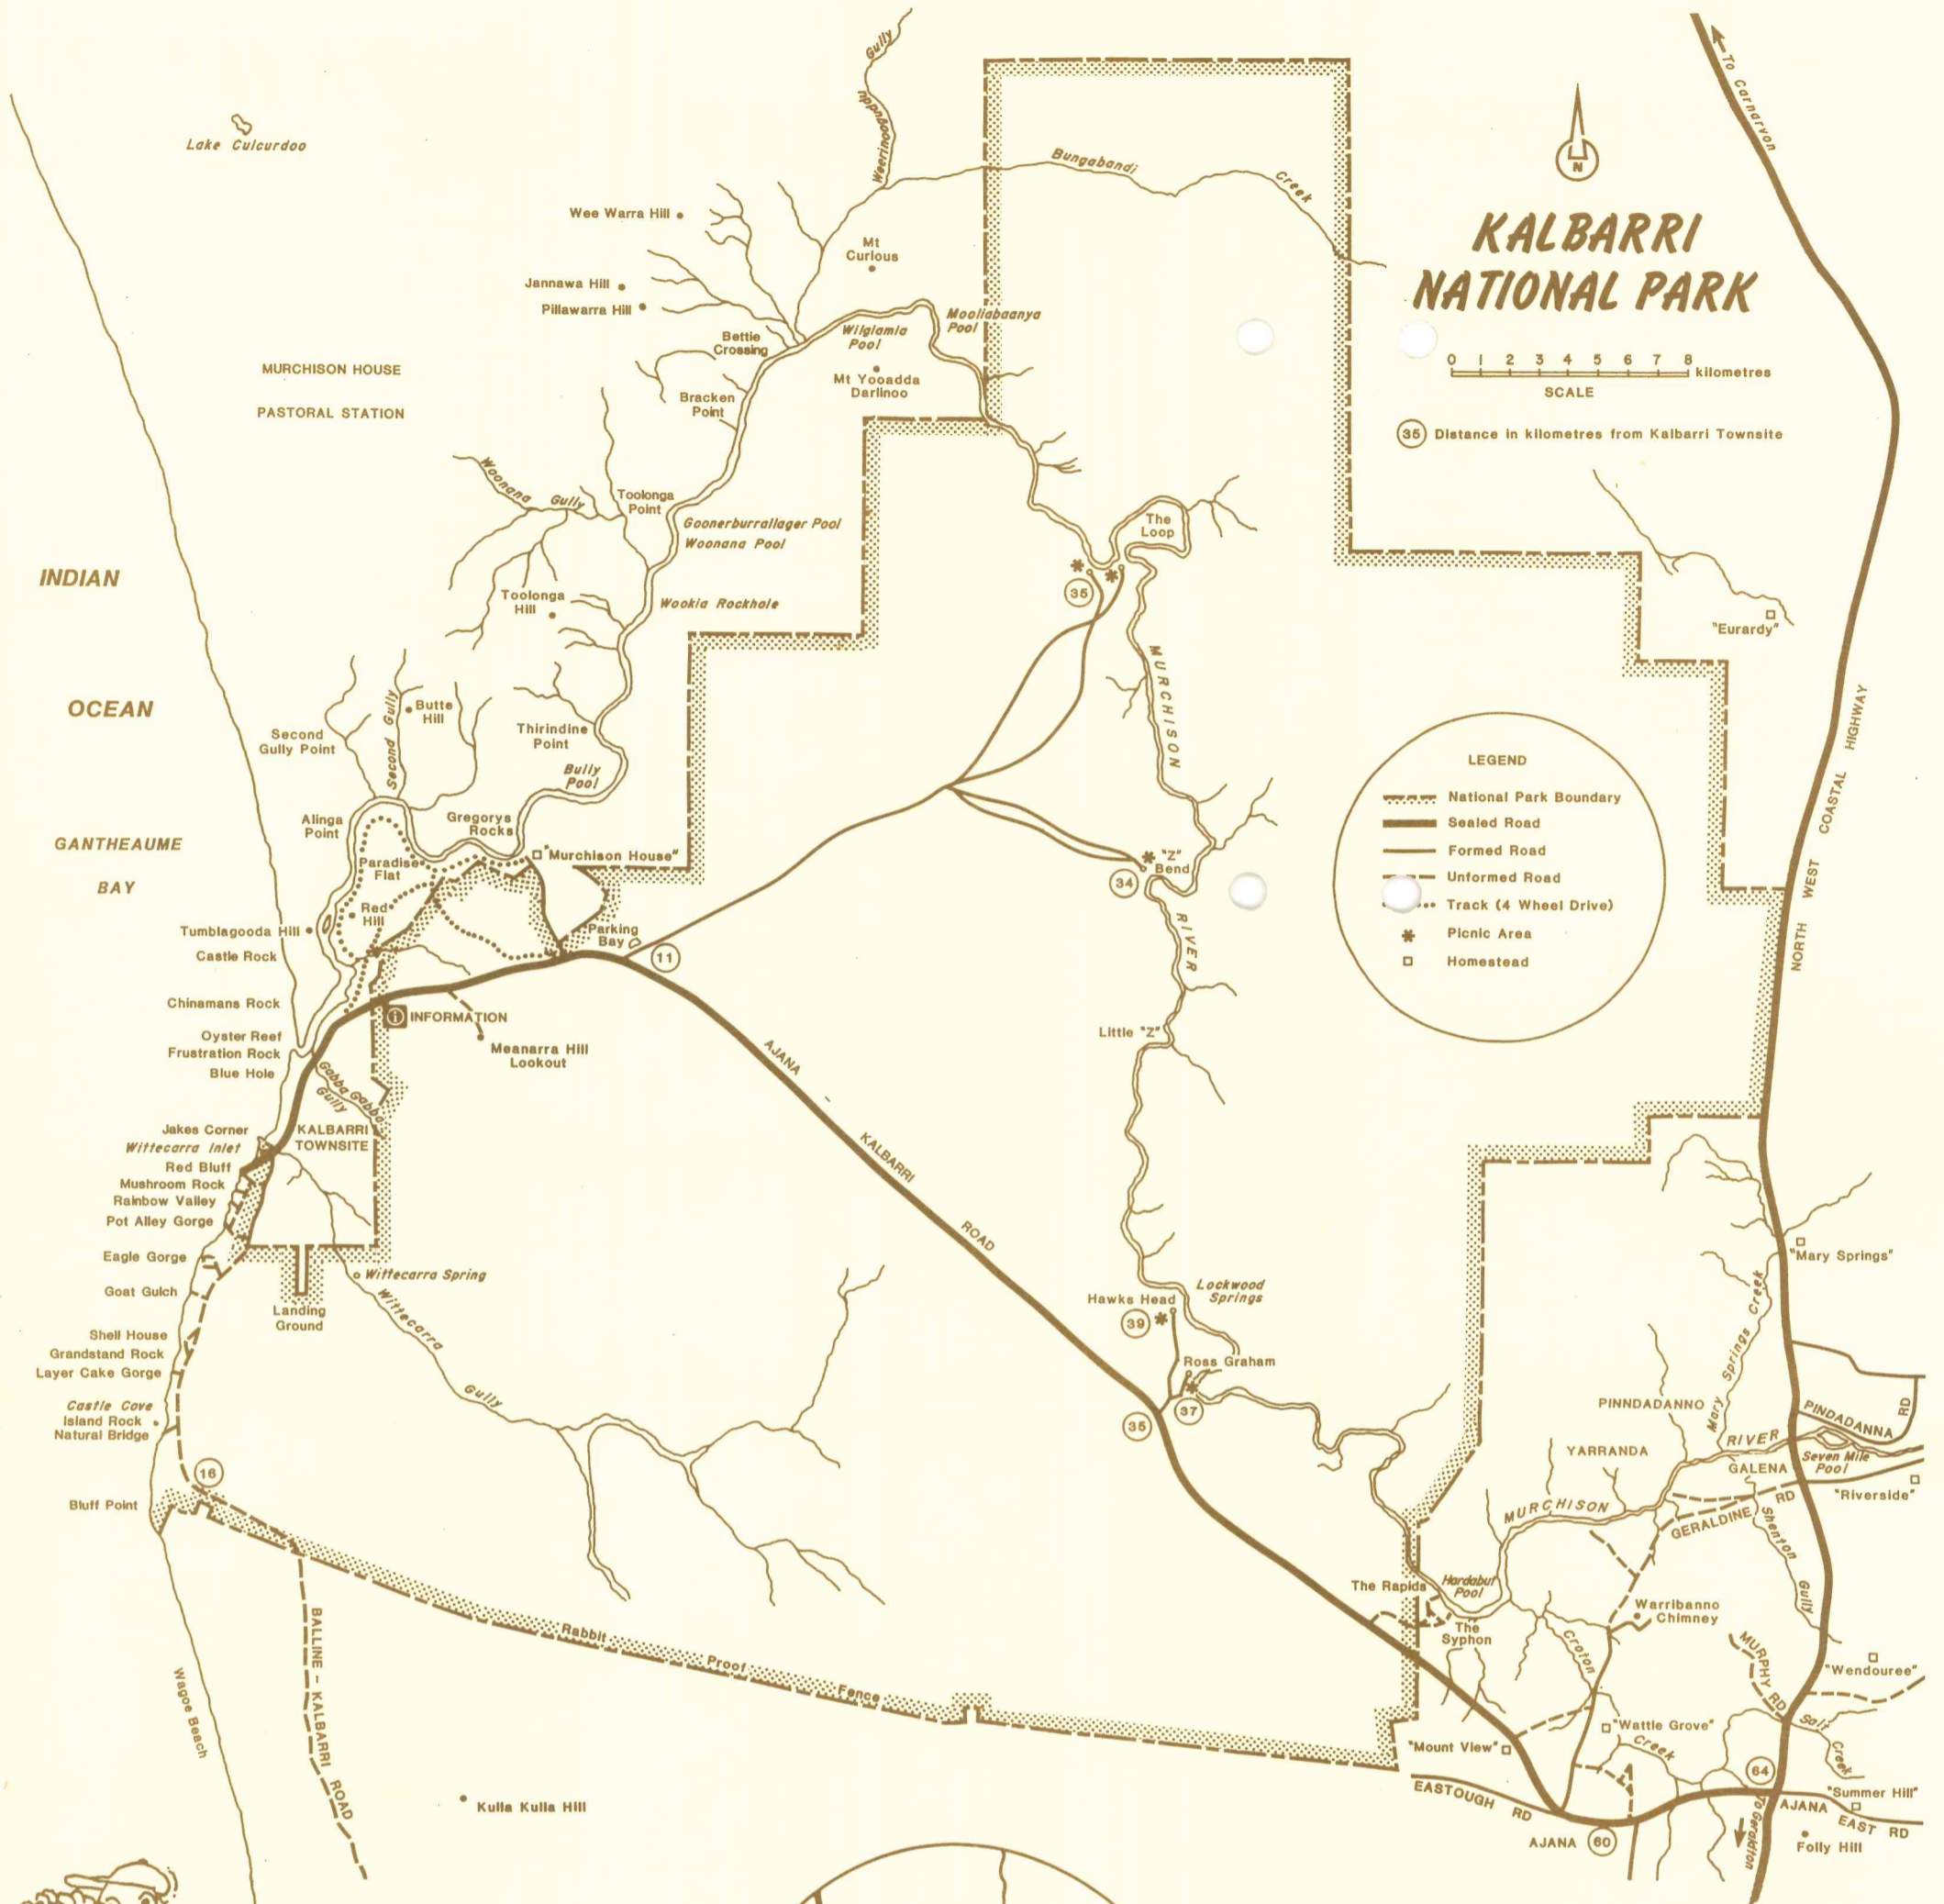 To Carnarvon
Weerinoogudda
Gully
Lake Culcurdoo
Bungabandi
Creek
N
KALBARRI
NATIONAL PARK
Wee Warra Hill
Mt
Curious
Jannawa Hill
Pillawarra Hill
Mooliabaanya
Pool
Wilgiamia
Pool
Bettie
Crossing
0 1 2 3 4 5 6 7 8
kilometres
SCALE
MURCHISON HOUSE
PASTORAL STATION
Mt Yooadda
Darlinoo
Bracken
Point
35 Distance in kilometres from Kalbarri Townsite
Woonana Gully
Toolonga
Point
Goonerburrallager Pool
Woonana Pool
The
Loop
INDIAN
OCEAN
35
Toolonga
Hill
Wookia Rockhole
"Eurardy"
MURCHISON
RIVER
Second Gully
Butte
Hill
Second
Gully Point
Thirindine
Point
Bully
Pool
NORTH WEST COASTAL HIGHWAY
LEGEND
National Park Boundary
Sealed Road
Formed Road
Unformed Road
Track (4 Wheel Drive)
Picnic Area
Homestead
Alinga
Point
Gregorys
Rocks
GANTHEAUME
BAY
Paradise
Flat
"Murchison House"
"Z"
Bend
34
Red
Hill
Tumblagooda Hill
Parking
Bay
11
Castle Rock
Chinamans Rock
i INFORMATION
Oyster Reef
Frustration Rock
Blue Hole
Meanarra Hill
Lookout
Little "Z"
Gabba Gabba
Gully
AJANA
KALBARRI
ROAD
Jakes Corner
Wittecarra Inlet
KALBARRI
TOWNSITE
Red Bluff
Mushroom Rock
Rainbow Valley
Pot Alley Gorge
Eagle Gorge
Goat Gulch
Wittecarra Spring
Wittecarra
Gully
Landing
Ground
Shell House
Grandstand Rock
Layer Cake Gorge
Castle Cove
Island Rock
Natural Bridge
Lockwood
Springs
Hawks Head
39
Ross Graham
37
35
"Mary Springs"
Mary Springs Creek
PINNDADANNO
YARRANDA
RIVER
MURCHISON
PINDADANNA
RD
Seven Mile
Pool
GALENA
"Riverside"
GERALDINE RD
Shenton
Gully
16
Bluff Point
The Rapids
Hardabut
Pool
The
Syphon
Warribanno
Chimney
Croton
Creek
MURPHY RD
"Wendouree"
Rabbit
Proof
Fence
Wagoe Beach
BALLINE - KALBARRI ROAD
"Wattle Grove"
Salt
Creek
"Mount View"
64
"Summer Hill"
EASTOUGH RD
AJANA EAST RD
AJANA 60
To Geraldton
Folly Hill
Kulla Kulla Hill